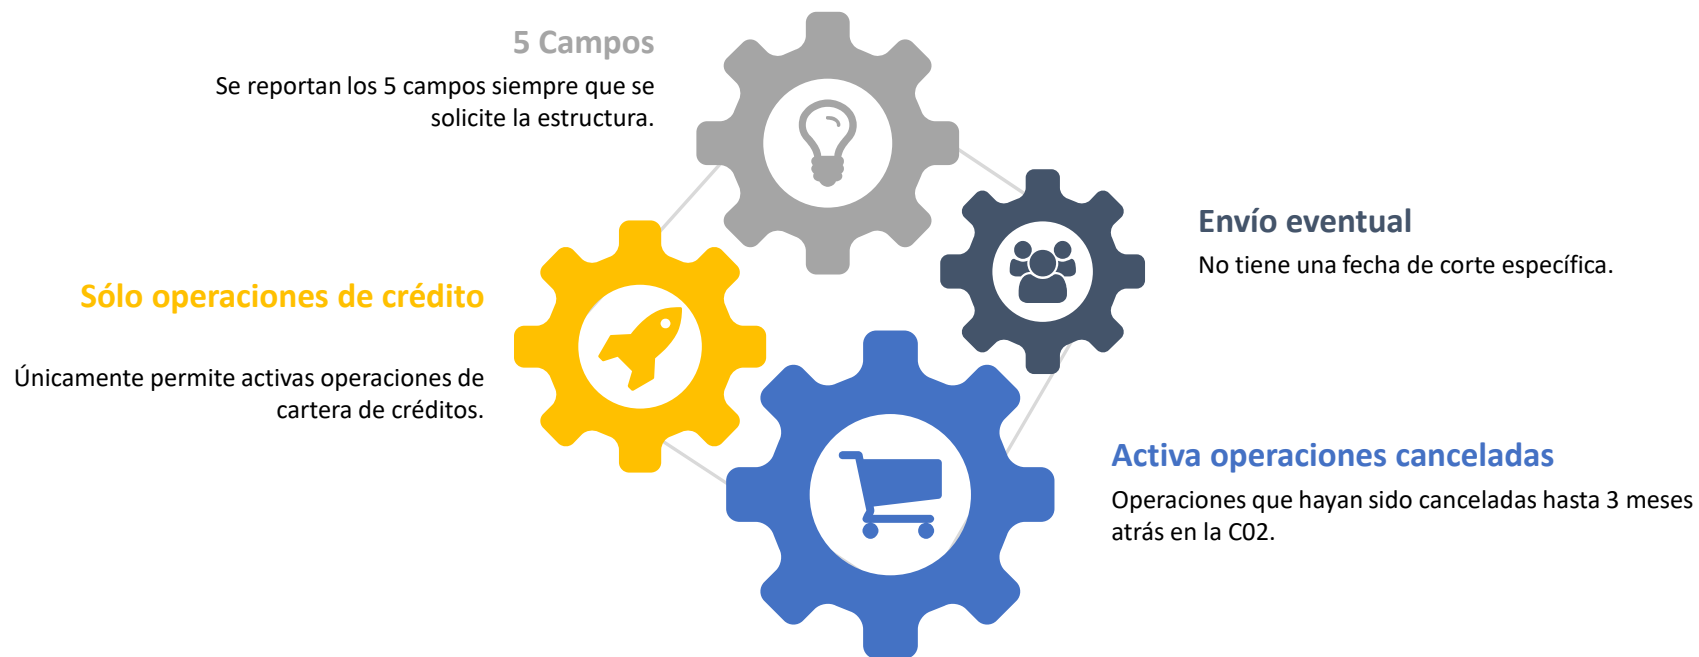 5 Campos
Se reportan los 5 campos siempre que se
solicite la estructura.
Envío eventual
No tiene una fecha de corte específica.
Sólo operaciones de crédito
Únicamente permite activas operaciones de
cartera de créditos.
Activa operaciones canceladas
Operaciones que hayan sido canceladas hasta 3 meses
atrás en la C02.